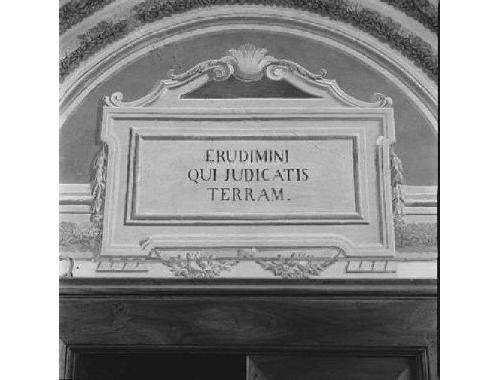 ERUDIMINI
QUI JUDICATIS
TERRAM.